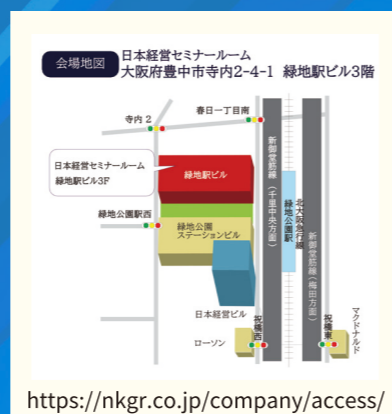 会場地図
日本経営セミナールーム
大阪府豊中市寺内2-4-1 緑地駅ビル3階
春日一丁目南
寺内2
日本経営セミナールーム
緑地駅ビル3F
緑地駅ビル
新御堂筋線（千里中央方面）
緑地公園駅
北大阪急行線
新御堂筋線（梅田方面）
緑地公園駅西
緑地公園
ステーションビル
日本経営ビル
祝橋西
ローソン
祝橋東
マクドナルド
https://nkgr.co.jp/company/access/